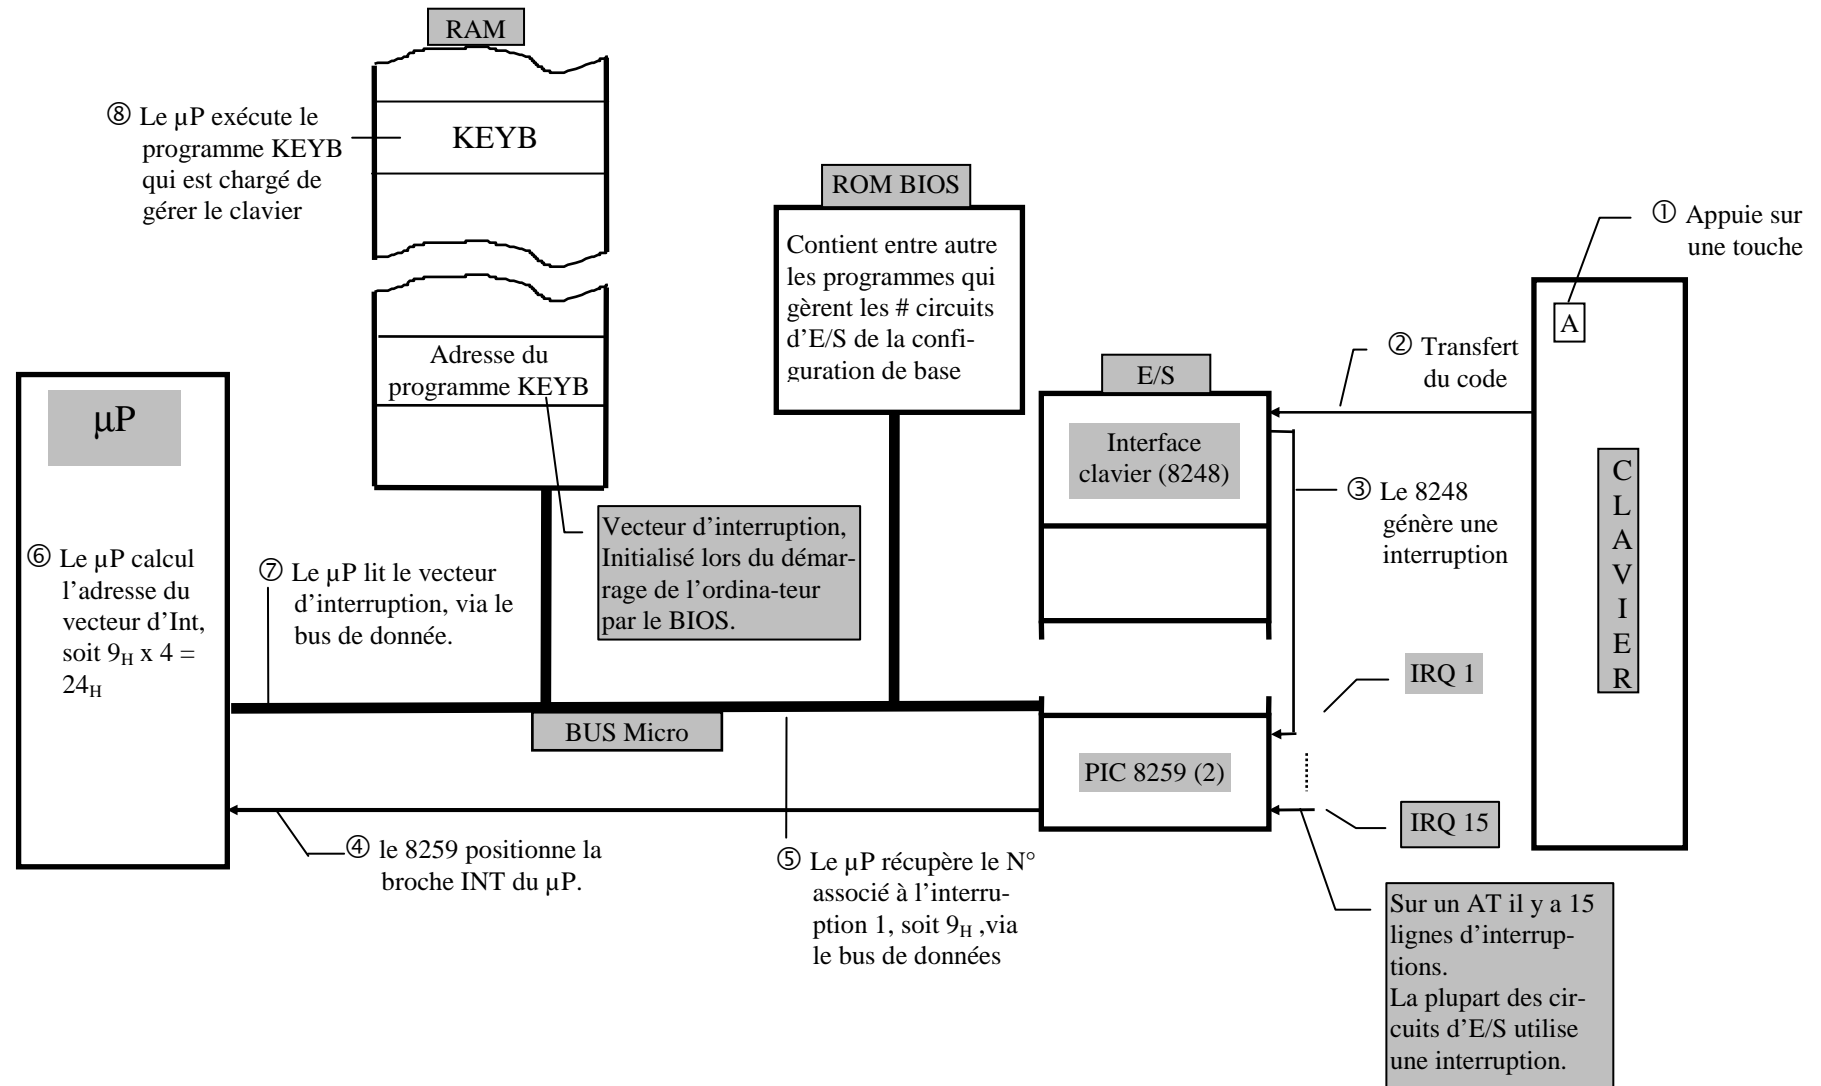 RAM
⑧ Le µP exécute le
programme KEYB
qui est chargé de
gérer le clavier
KEYB
ROM BIOS
Contient entre autre
les programmes qui
gèrent les # circuits
d’E/S de la confi-
guration de base
① Appuie sur
une touche
A
② Transfert
du code
Adresse du
programme KEYB
E/S
µP
Interface
clavier (8248)
C
L
A
V
I
E
R
③ Le 8248
génère une
interruption
Vecteur d’interruption,
Initialisé lors du démar-
rage de l’ordina-teur
par le BIOS.
⑥ Le µP calcul
l’adresse du
vecteur d’Int,
soit 9H x 4 =
24H
⑦ Le µP lit le vecteur
d’interruption, via le
bus de donnée.
IRQ 1
BUS Micro
PIC 8259 (2)
IRQ 15
④ le 8259 positionne la
broche INT du µP.
⑤ Le µP récupère le N°
associé à l’interru-
ption 1, soit 9H ,via
le bus de données
Sur un AT il y a 15
lignes d’interrup-
tions.
La plupart des cir-
cuits d’E/S utilise
une interruption.